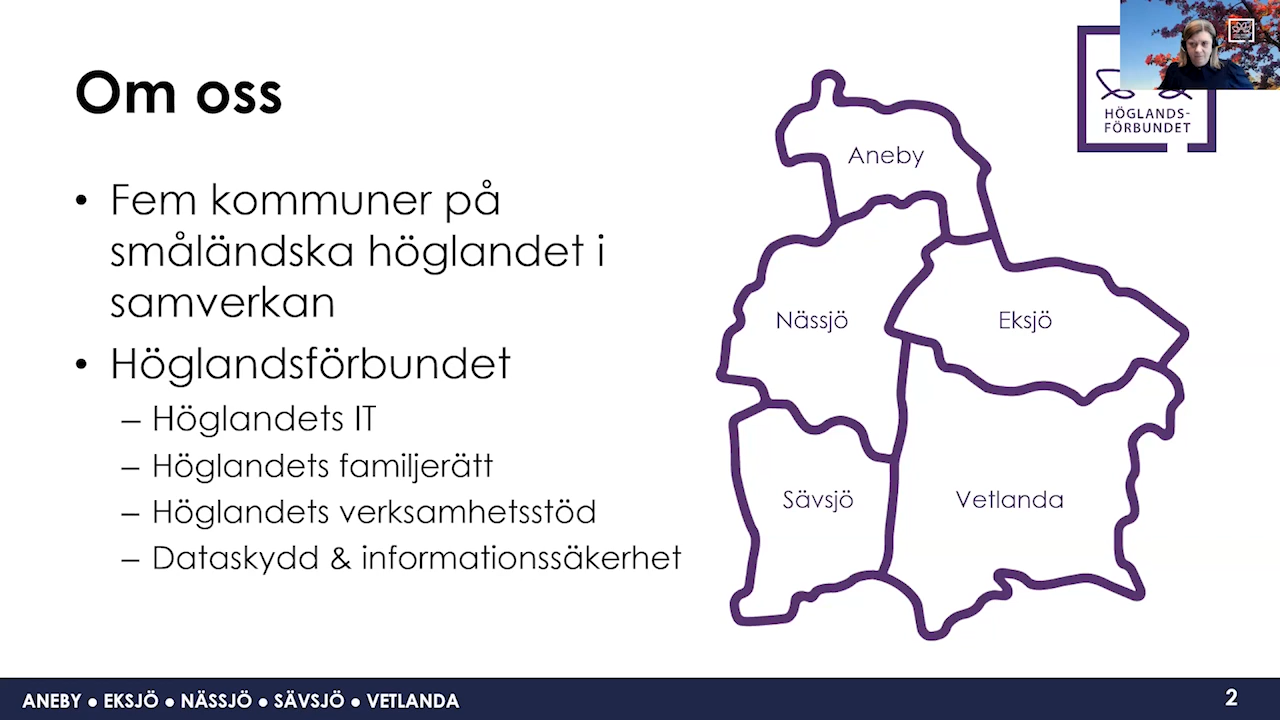 Om oss
• Fem kommuner på
småländska höglandet i
samverkan
• Höglandsförbundet
– Höglandets IT
– Höglandets familjerätt
– Höglandets verksamhetsstöd
– Dataskydd & informationssäkerhet
Aneby
Nässjö
Eksjö
Sävsjö
Vetlanda
HÖGLANDS-
FÖRBUNDET
ANEBY ● EKSJÖ ● NÄSSJÖ ● SÄVSJÖ ● VETLANDA
2